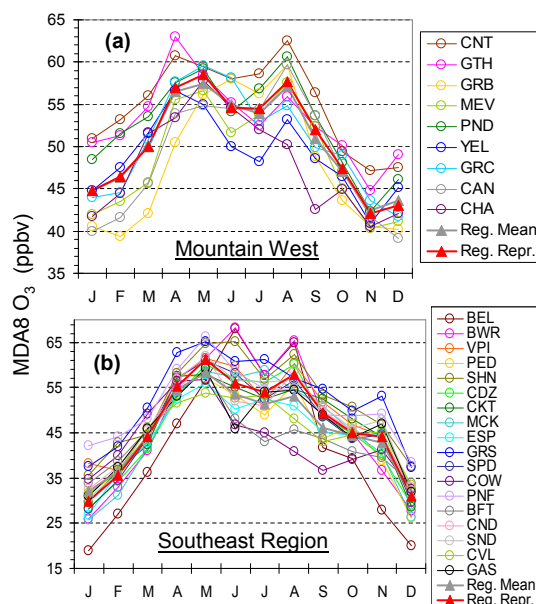 MDA8 O3 (ppbv)
(a)
65
60
55
50
45
40
35
Mountain West
J F M A M J J A S O N D
CNT
GTH
GRB
MEV
PND
YEL
GRC
CAN
CHA
Reg. Mean
Reg. Repr.
(b)
65
55
45
35
25
15
Southeast Region
J F M A M J J A S O N D
BEL
BWR
VPI
PED
SHN
CDZ
CKT
MCK
ESP
GRS
SPD
COW
PNF
BFT
CND
SND
CVL
GAS
Reg. Mean
Reg. Repr.